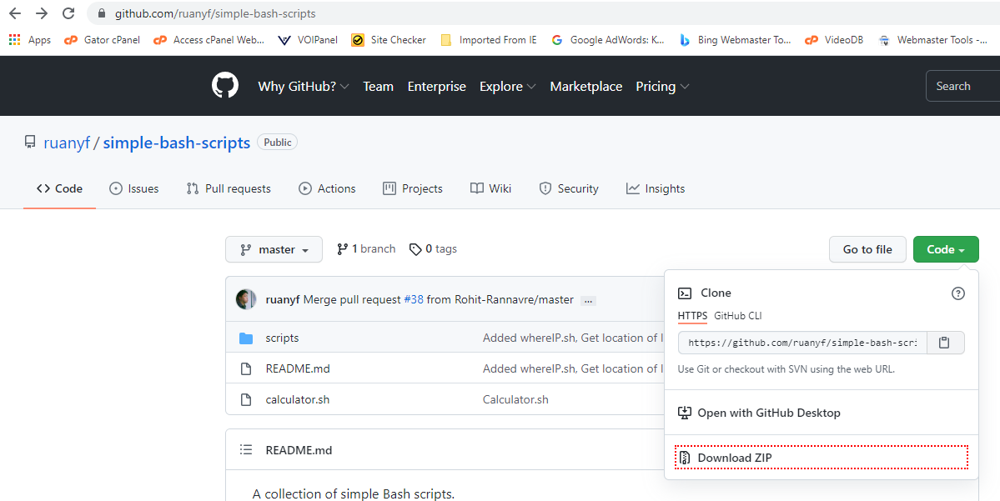 github.com/ruanyf/simple-bash-scripts
Apps Gator cPanel Access cPanel Web... VOIPanel Site Checker Imported From IE Google AdWords: K... Bing Webmaster To... VideoDB Webmaster Tools -...
Why GitHub? Team Enterprise Explore Marketplace Pricing Search
ruanyf / simple-bash-scripts Public
Code Issues Pull requests Actions Projects Wiki Security Insights
master 1 branch 0 tags Go to file Code
ruanyf Merge pull request #38 from Rohit-Rannavre/master ...
scripts Added whereIP.sh, Get location of I
README.md Added whereIP.sh, Get location of I
calculator.sh Calculator.sh
README.md
A collection of simple Bash scripts.
Clone
HTTPS GitHub CLI
https://github.com/ruanyf/simple-bash-scri
Use Git or checkout with SVN using the web URL.
Open with GitHub Desktop
Download ZIP